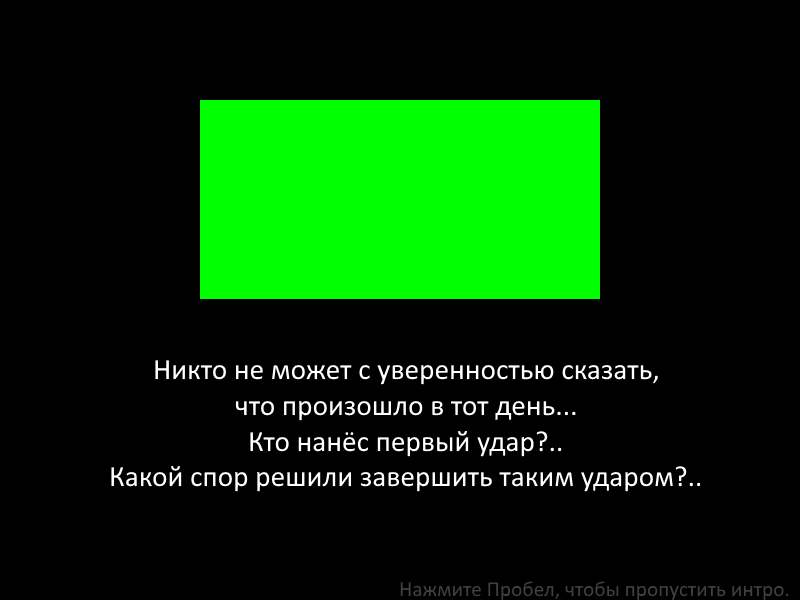 Никто не может с уверенностью сказать,
что произошло в тот день...
Кто нанёс первый удар?..
Какой спор решили завершить таким ударом?..
Нажмите Пробел, чтобы пропустить интро.